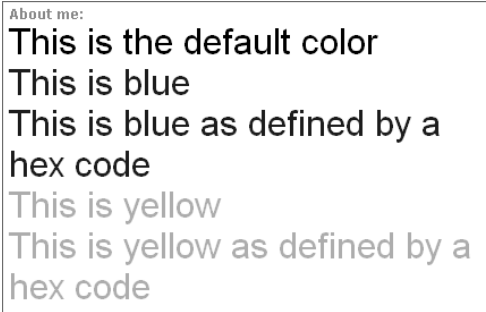 About me:
This is the default color
This is blue
This is blue as defined by a
hex code
This is yellow
This is yellow as defined by a
hex code